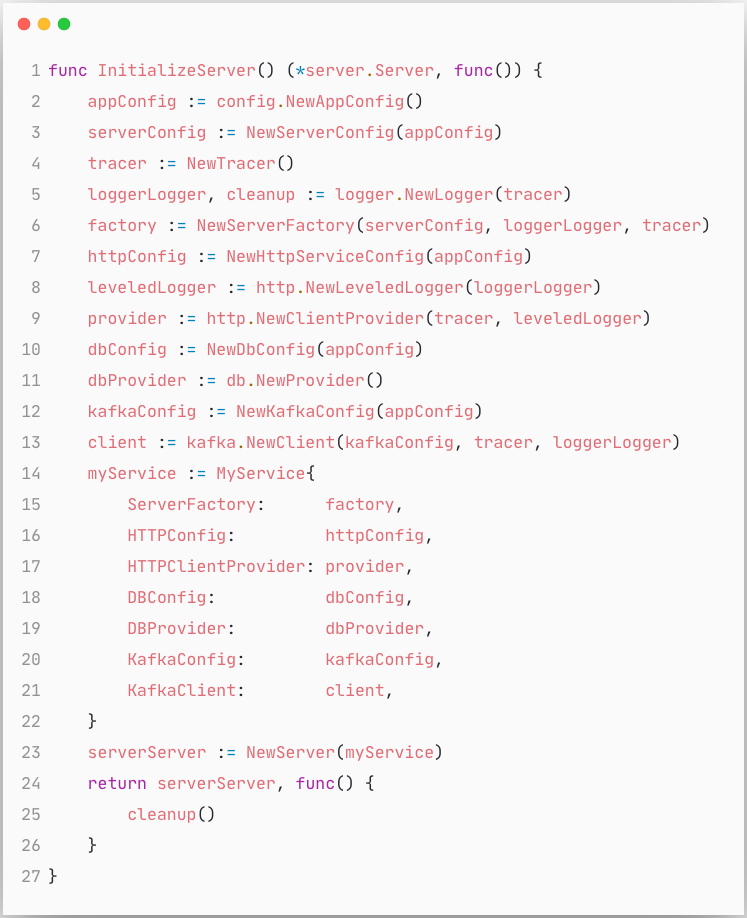 1 func InitializeServer() (*server.Server, func()) {
2     appConfig := config.NewAppConfig()
3     serverConfig := NewServerConfig(appConfig)
4     tracer := NewTracer()
5     loggerLogger, cleanup := logger.NewLogger(tracer)
6     factory := NewServerFactory(serverConfig, loggerLogger, tracer)
7     httpConfig := NewHttpServiceConfig(appConfig)
8     leveledLogger := http.NewLeveledLogger(loggerLogger)
9     provider := http.NewClientProvider(tracer, leveledLogger)
10     dbConfig := NewDbConfig(appConfig)
11     dbProvider := db.NewProvider()
12     kafkaConfig := NewKafkaConfig(appConfig)
13     client := kafka.NewClient(kafkaConfig, tracer, loggerLogger)
14     myService := MyService{
15         ServerFactory:      factory,
16         HTTPConfig:         httpConfig,
17         HTTPClientProvider: provider,
18         DBConfig:           dbConfig,
19         DBProvider:         dbProvider,
20         KafkaConfig:        kafkaConfig,
21         KafkaClient:        client,
22     }
23     serverServer := NewServer(myService)
24     return serverServer, func() {
25         cleanup()
26     }
27 }